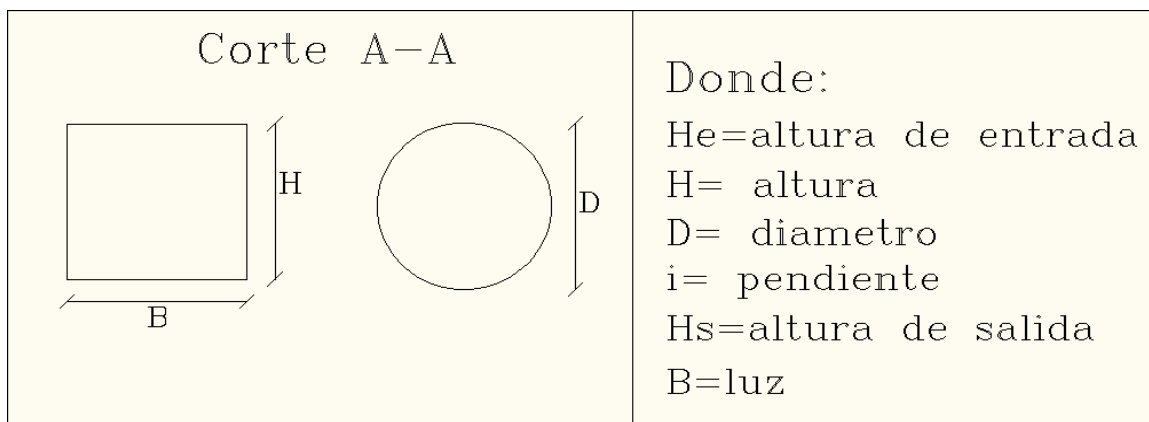 Corte A-A
H
D
B
Donde:
He=altura de entrada
H= altura
D= diametro
i= pendiente
Hs=altura de salida
B=luz